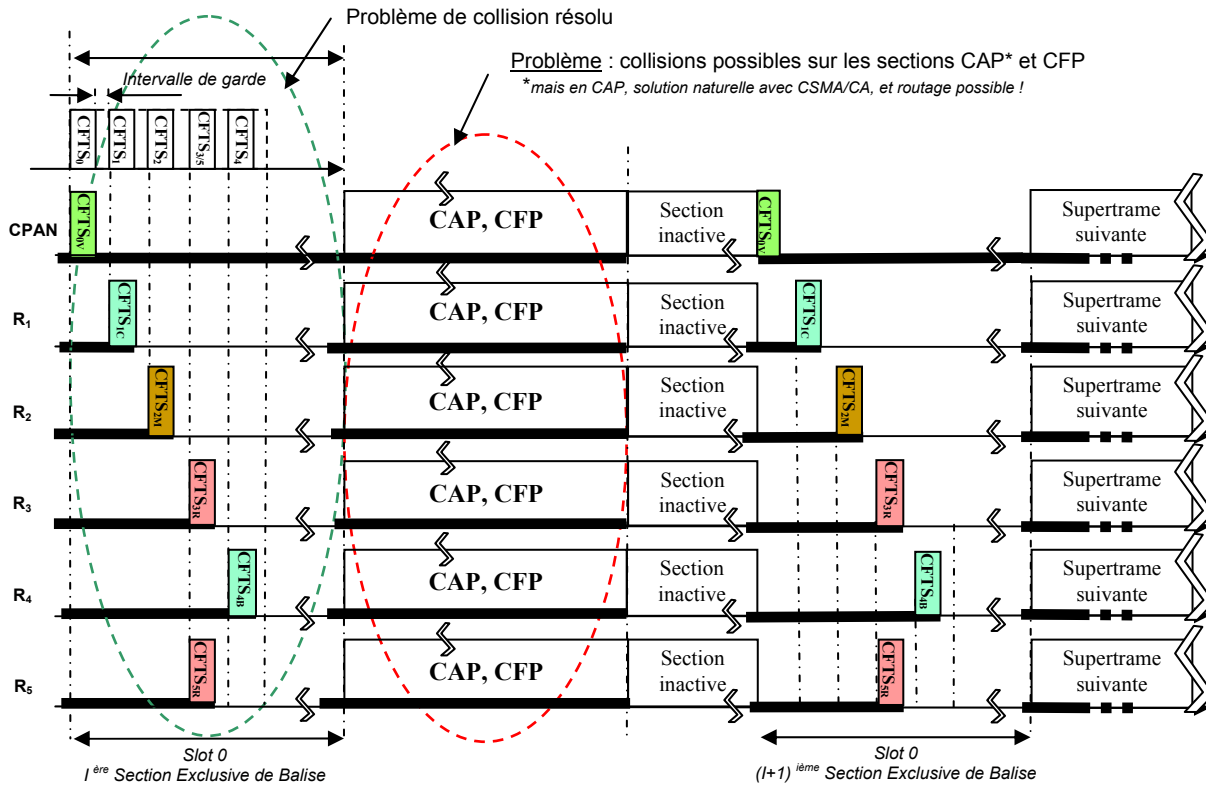 Problème de collision résolu
Problème : collisions possibles sur les sections CAP* et CFP
*mais en CAP, solution naturelle avec CSMA/CA, et routage possible !
Intervalle de garde
CFTS0
CFTS1
CFTS2
CFTS3/5
CFTS4
CPAN
CFTS0V
CAP, CFP
Section
inactive
CFTS0V
Supertrame
suivante
R1
CFTS1C
CAP, CFP
Section
inactive
CFTS1C
Supertrame
suivante
R2
CFTS2M
CAP, CFP
Section
inactive
CFTS2M
Supertrame
suivante
R3
CFTS3R
CAP, CFP
Section
inactive
CFTS3R
Supertrame
suivante
R4
CFTS4B
CAP, CFP
Section
inactive
CFTS4B
Supertrame
suivante
R5
CFTS5R
CAP, CFP
Section
inactive
CFTS5R
Supertrame
suivante
Slot 0
I ère Section Exclusive de Balise
Slot 0
(I+1) ième Section Exclusive de Balise